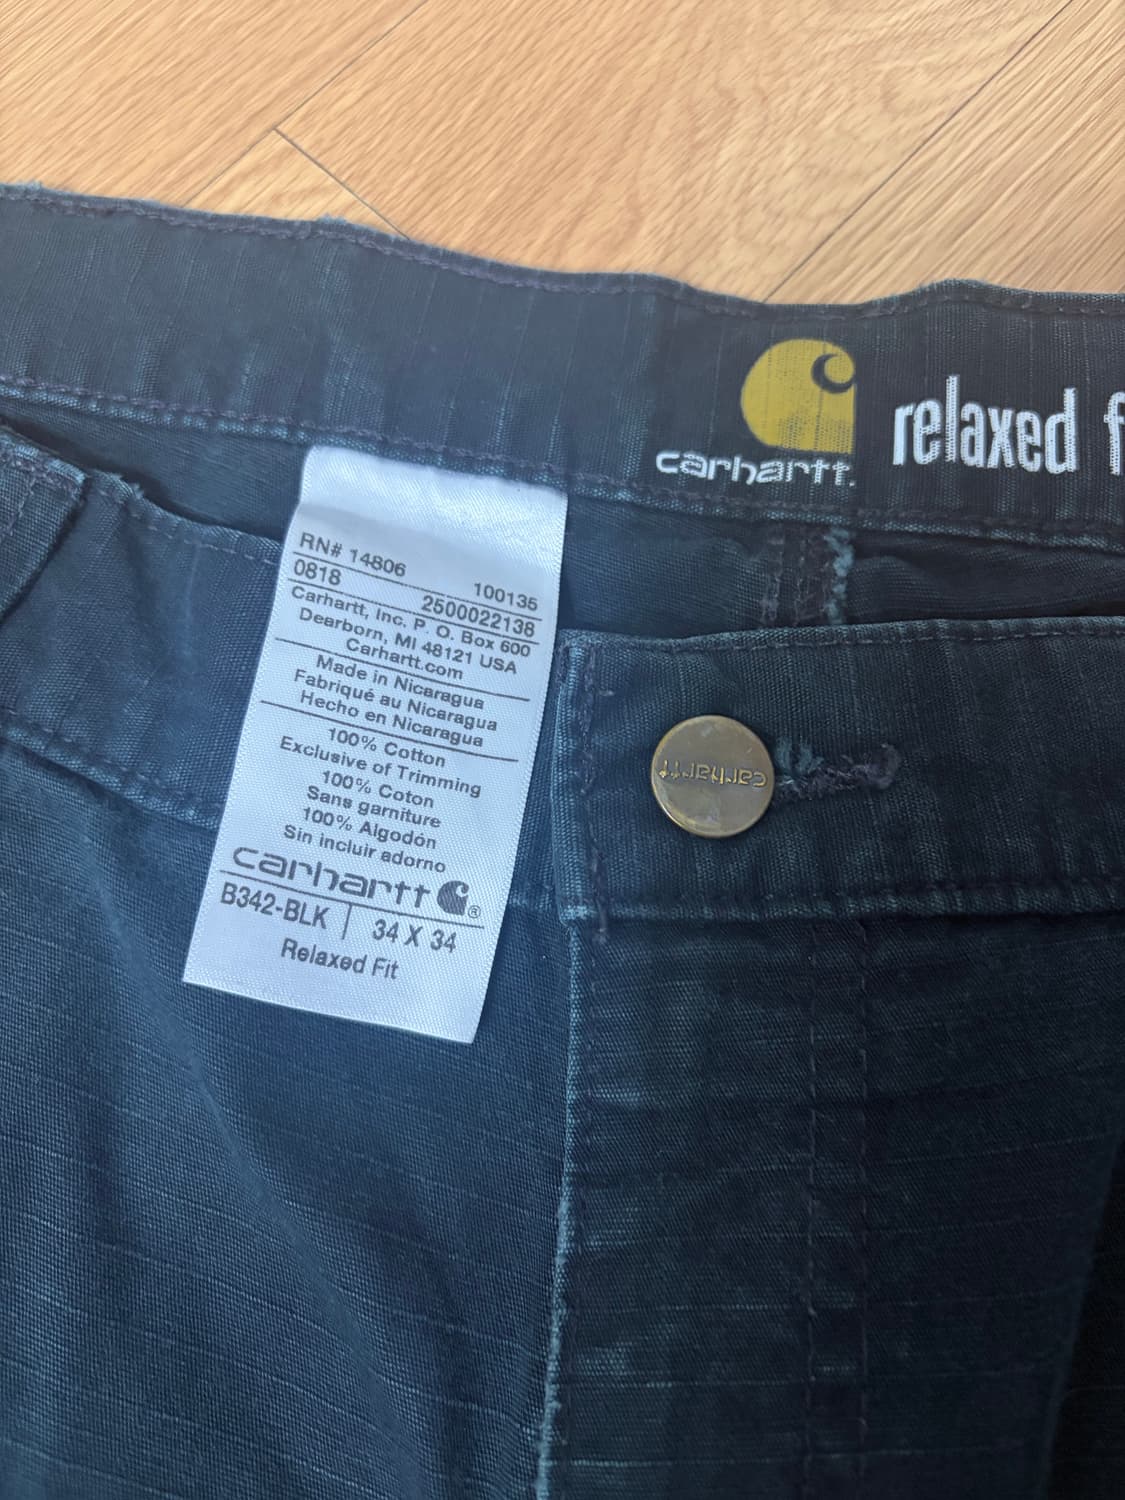 carhartt.
relaxed f
RN# 14806 100135
0818 2500022138
Carhartt, Inc. P. O. Box 600
Dearborn, MI 48121 USA
Carhartt.com
Made in Nicaragua
Fabriqué au Nicaragua
Hecho en Nicaragua
100% Cotton
Exclusive of Trimming
100% Coton
Sans garniture
100% Algodón
Sin incluir adorno
carhartt ®
B342-BLK | 34 X 34
Relaxed Fit
carhartt